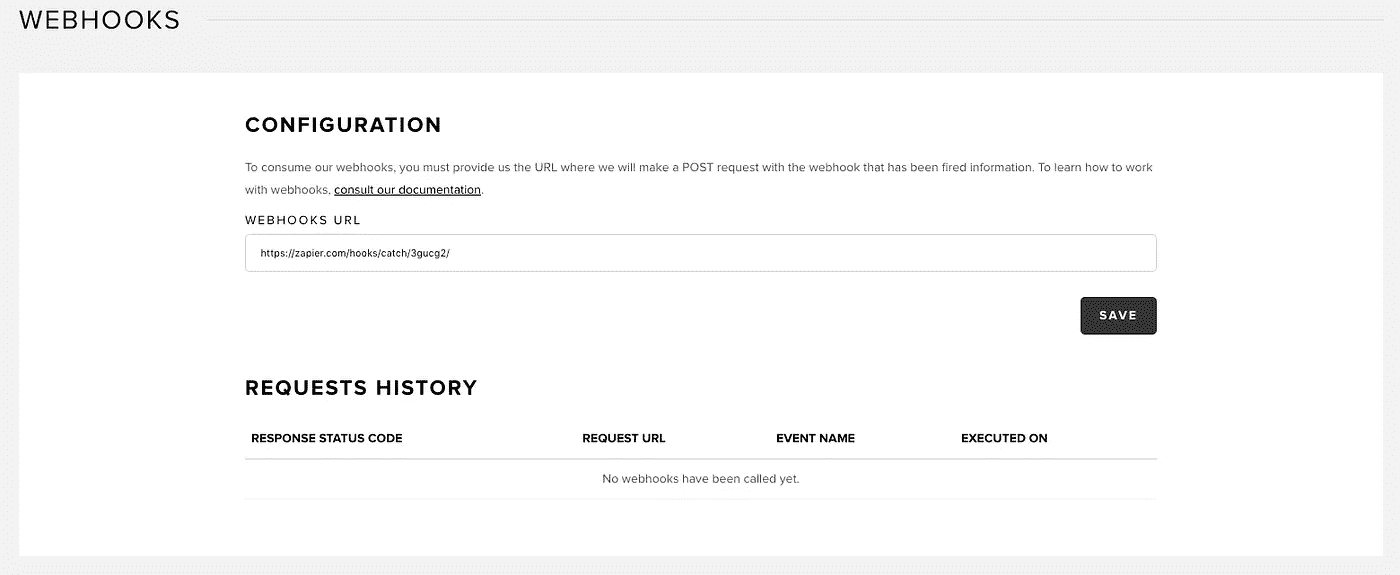 WEBHOOKS
CONFIGURATION
To consume our webhooks, you must provide us the URL where we will make a POST request with the webhook that has been fired information. To learn how to work
with webhooks, consult our documentation.
WEBHOOKS URL
https://zapier.com/hooks/catch/3gucg2/
SAVE
REQUESTS HISTORY
RESPONSE STATUS CODE REQUEST URL EVENT NAME EXECUTED ON
No webhooks have been called yet.